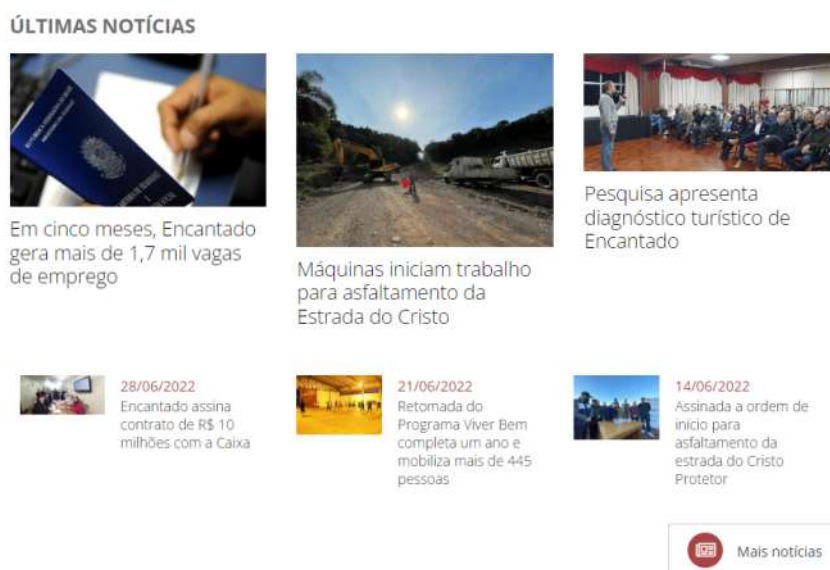 ÚLTIMAS NOTÍCIAS
Em cinco meses, Encantado
gera mais de 1,7 mil vagas
de emprego
Máquinas iniciam trabalho
para asfaltamento da
Estrada do Cristo
Pesquisa apresenta
diagnóstico turístico de
Encantado
28/06/2022
Encantado assina
contrato de R$ 10
milhões com a Caixa
21/06/2022
Retomada do
Programa Viver Bem
completa um ano e
mobiliza mais de 445
pessoas
14/06/2022
Assinada a ordem de
início para
asfaltamento da
estrada do Cristo
Protetor
Mais notícias